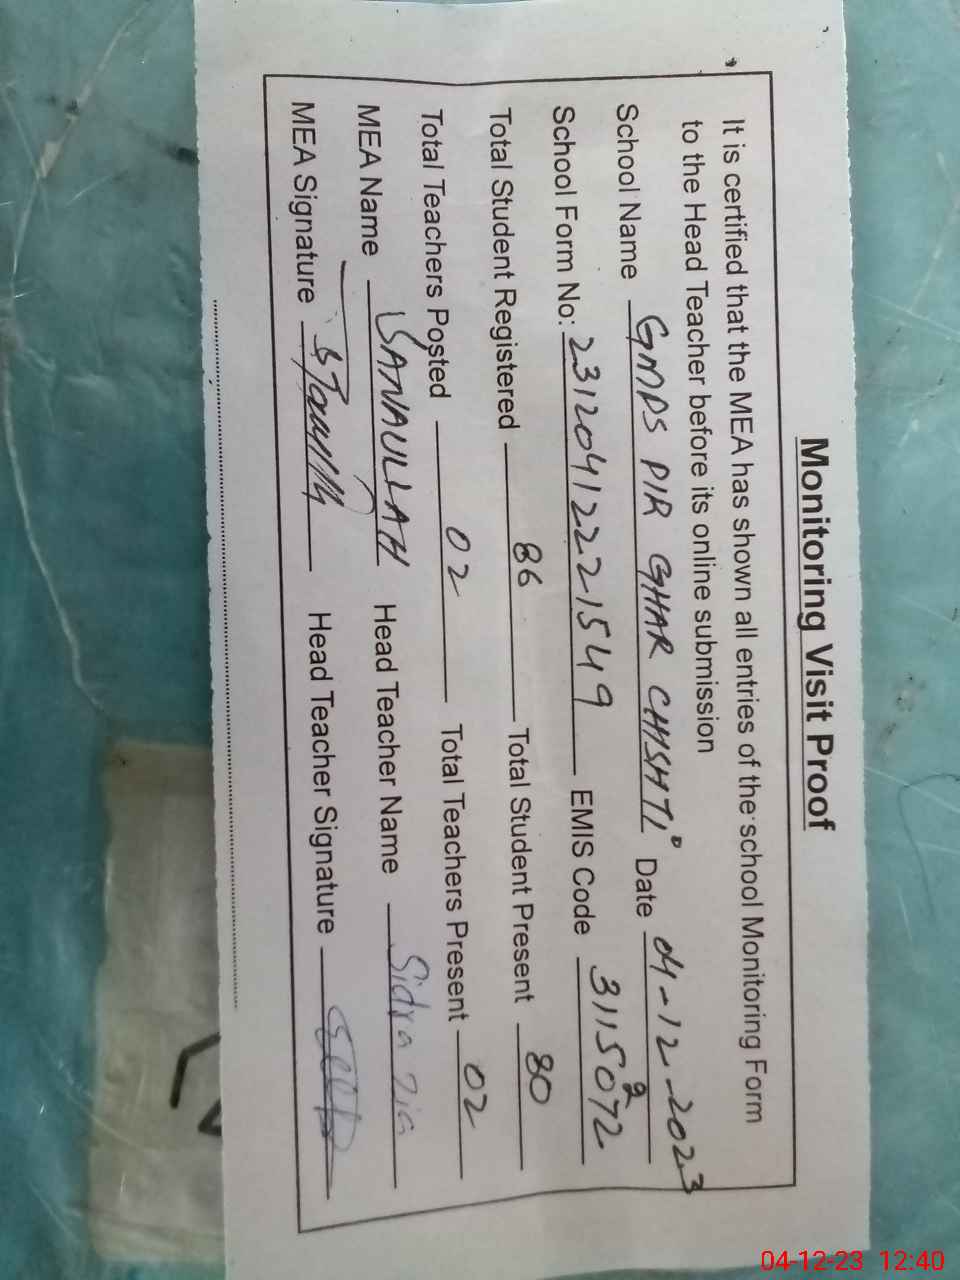 Monitoring Visit Proof
It is certified that the MEA has shown all entries of the school Monitoring Form
to the Head Teacher before its online submission
School Name GMPS PIR GHAR CHSHTI Date 04-12-2023
School Form No: 23120412221549 EMIS Code 3115072
Total Student Registered 86 Total Student Present 80
Total Teachers Posted 02 Total Teachers Present 02
MEA Name SANAULLAH Head Teacher Name Sidra Zia
MEA Signature Head Teacher Signature
04-12-23 12:40